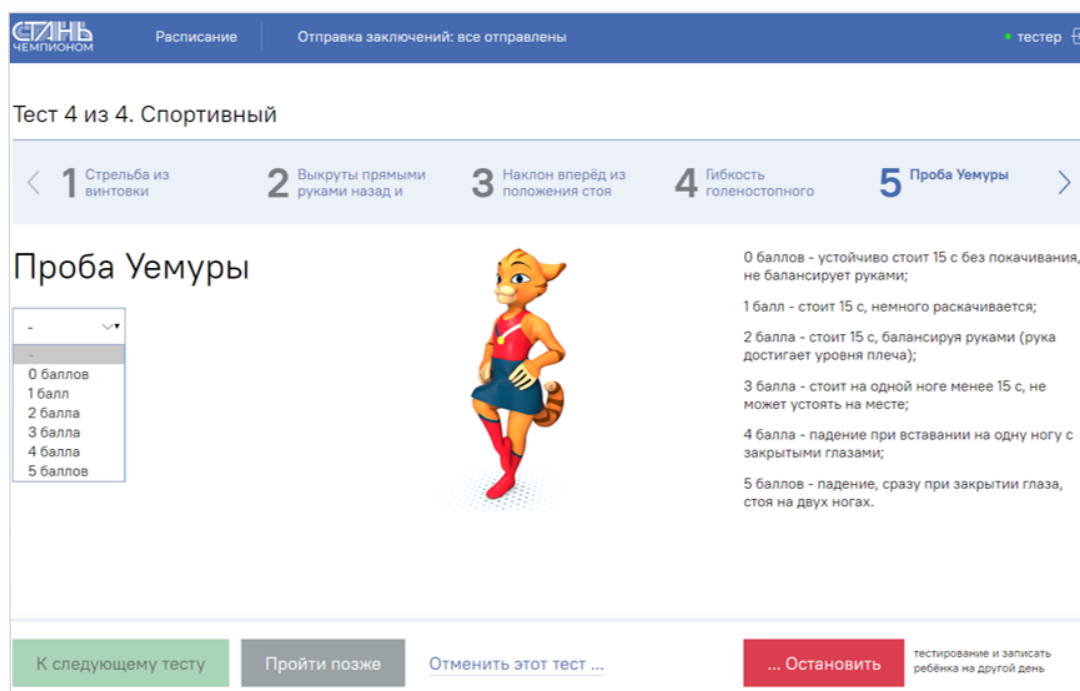 СТАНЬ
ЧЕМПИОНОМ
Расписание
Отправка заключений: все отправлены
тестер
Тест 4 из 4. Спортивный
1 Стрельба из
винтовки
2 Выкруты прямыми
руками назад и
3 Наклон вперёд из
положения стоя
4 Гибкость
голеностопного
5 Проба Уемуры
Проба Уемуры
-
-
0 баллов
1 балл
2 балла
3 балла
4 балла
5 баллов
0 баллов - устойчиво стоит 15 с без покачивания,
не балансирует руками;
1 балл - стоит 15 с, немного раскачивается;
2 балла - стоит 15 с, балансируя руками (рука
достигает уровня плеча);
3 балла - стоит на одной ноге менее 15 с, не
может устоять на месте;
4 балла - падение при вставании на одну ногу с
закрытыми глазами;
5 баллов - падение, сразу при закрытии глаза,
стоя на двух ногах.
К следующему тесту
Пройти позже
Отменить этот тест ...
... Остановить
тестирование и записать
ребёнка на другой день